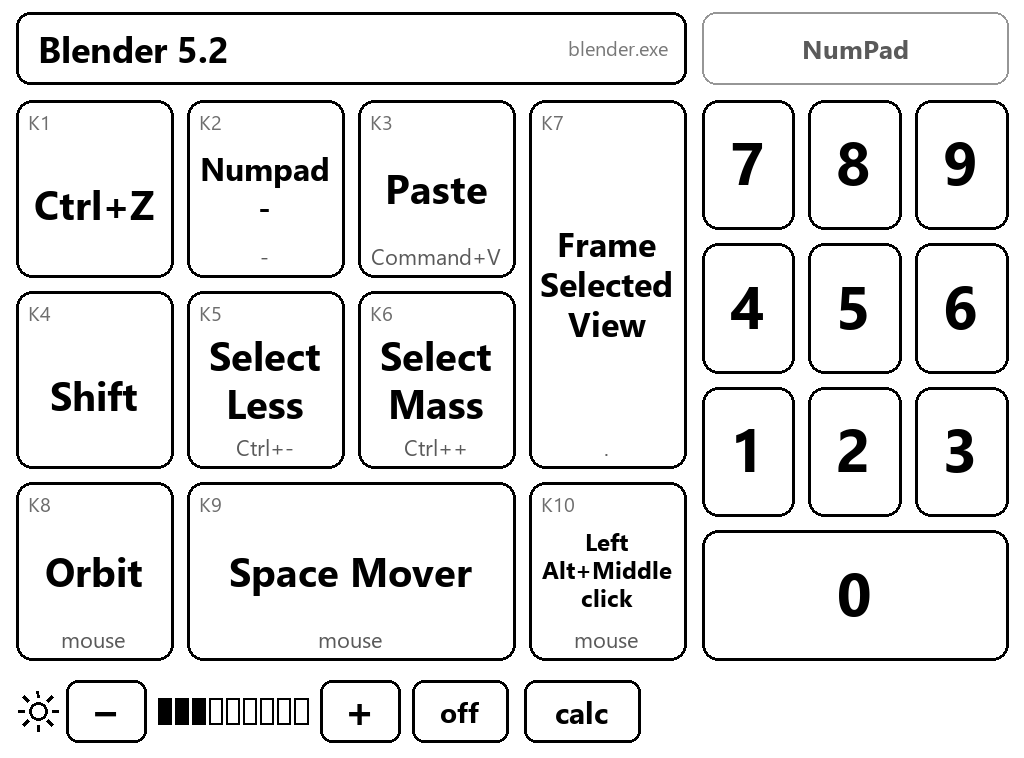 Blender 5.2
blender.exe
NumPad
K1
Ctrl+Z
K2
Numpad
-
-
K3
Paste
Command+V
K7
Frame
Selected
View
.
7
8
9
K4
Shift
K5
Select
Less
Ctrl+-
K6
Select
Mass
Ctrl++
4
5
6
1
2
3
K8
Orbit
mouse
K9
Space Mover
mouse
K10
Left
Alt+Middle
click
mouse
0
−
+
off
calc